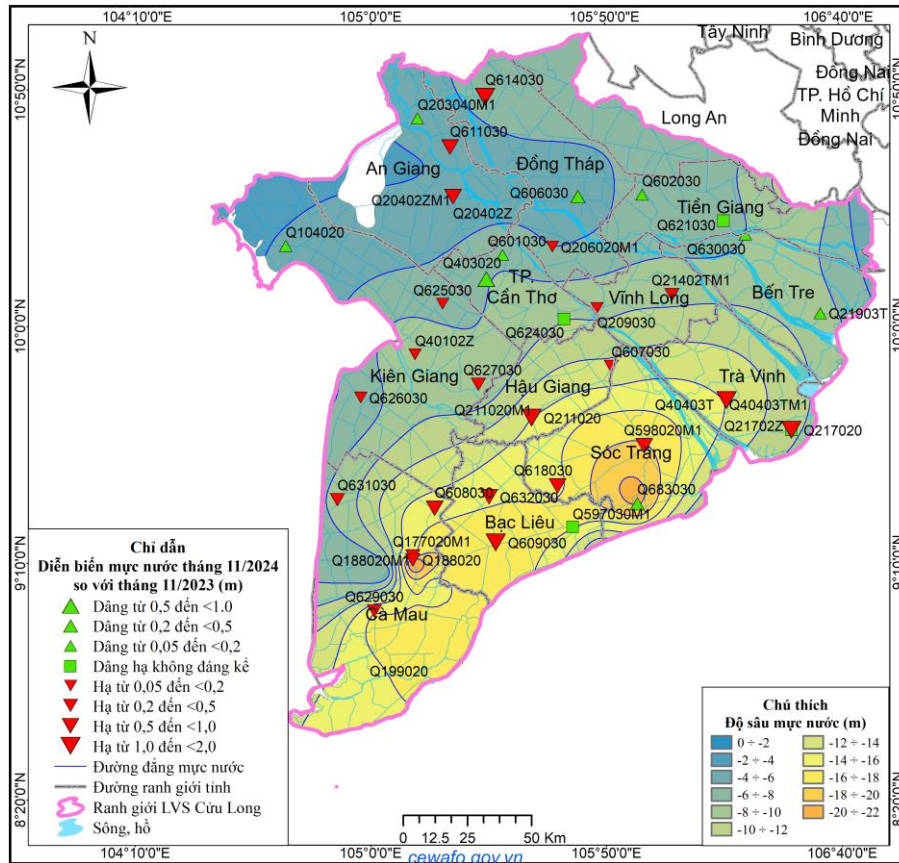 104°10'0"E
105°0'0"E
105°50'0"E
106°40'0"E
N
Tây Ninh
Bình Dương
Đồng Nai
TP. Hồ Chí
Minh
Đồng Nai
Long An
10°50'0"N
10°50'0"N
Q614030
Q203040M1
Q611030
An Giang
Đồng Tháp
Q20402ZM1
Q606030
Q602030
Q20402Z
Tiền Giang
Q621030
Q104020
Q601030
Q206020M1
Q630030
Q403020
TP.
Cần Thơ
Q21402TM1
Bến Tre
Q625030
Vĩnh Long
Q21903T
10°0'0"N
10°0'0"N
Q624030
Q209030
Q40102Z
Q607030
Kiên Giang
Q627030
Trà Vinh
Q626030
Hậu Giang
Q211020M1
Q211020
Q40403T
Q40403TM1
Q21702Z
Q217020
Q598020M1
Sóc Trăng
Q618030
Q631030
Q608030
Q632030
Q683030
Q597030M1
Bạc Liêu
Q177020M1
Q609030
Q188020M1
Q188020
9°10'0"N
9°10'0"N
Q629030
Cà Mau
Q199020
Chỉ dẫn
Diễn biến mực nước tháng 11/2024
so với tháng 11/2023 (m)
Dâng từ 0,5 đến <1.0
Dâng từ 0,2 đến <0,5
Dâng từ 0,05 đến <0,2
Dâng hạ không đáng kể
Hạ từ 0,05 đến <0,2
Hạ từ 0,2 đến <0,5
Hạ từ 0,5 đến <1,0
Hạ từ 1,0 đến <2,0
Đường đẳng mực nước
Đường ranh giới tỉnh
Ranh giới LVS Cửu Long
Sông, hồ
Chú thích
Độ sâu mực nước (m)
0 ÷ -2
-2 ÷ -4
-4 ÷ -6
-6 ÷ -8
-8 ÷ -10
-10 ÷ -12
-12 ÷ -14
-14 ÷ -16
-16 ÷ -18
-18 ÷ -20
-20 ÷ -22
8°20'0"N
8°20'0"N
0 12.5 25 50 Km
cewafo.gov.vn
104°10'0"E
105°0'0"E
105°50'0"E
106°40'0"E